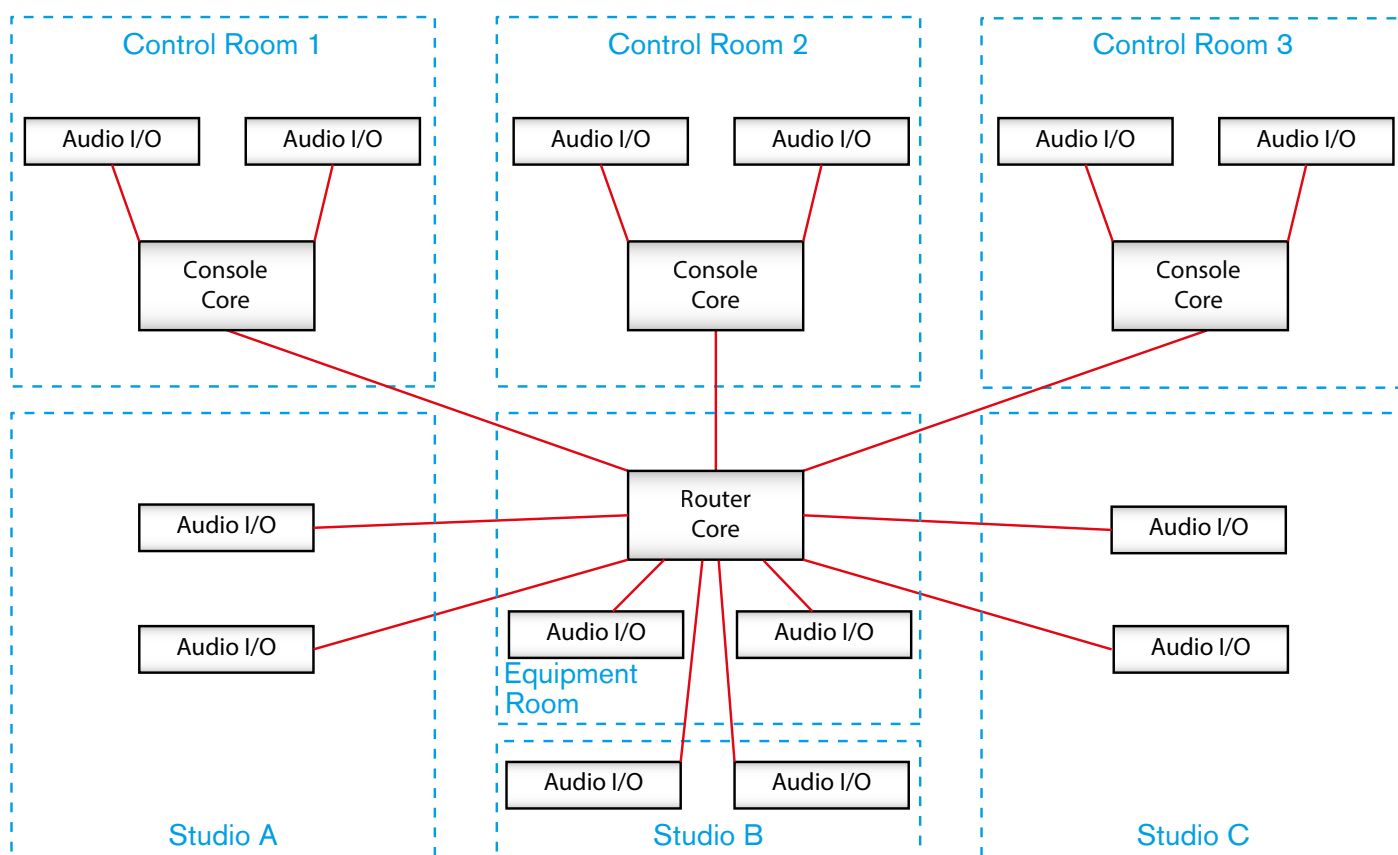 Control Room 1
Control Room 2
Control Room 3
Audio I/O
Audio I/O
Audio I/O
Audio I/O
Audio I/O
Audio I/O
Console
Core
Console
Core
Console
Core
Router
Core
Audio I/O
Audio I/O
Audio I/O
Audio I/O
Audio I/O
Audio I/O
Equipment
Room
Audio I/O
Audio I/O
Studio A
Studio B
Studio C